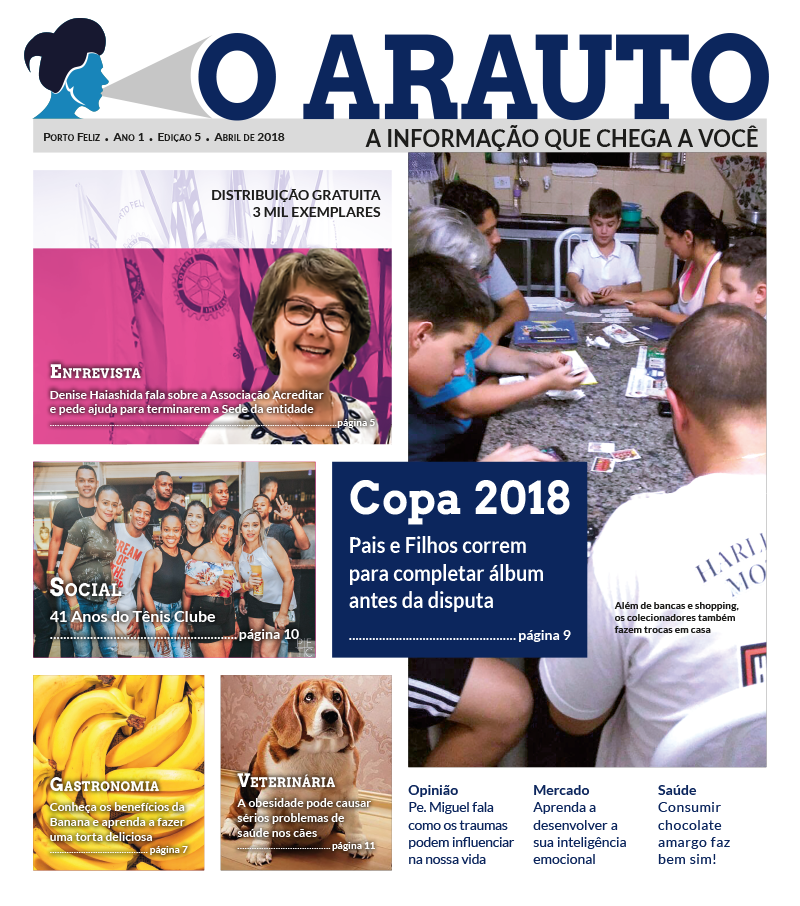 O ARAUTO
PORTO FELIZ . ANO 1 . EDIÇÃO 5 . ABRIL DE 2018
A INFORMAÇÃO QUE CHEGA A VOCÊ
DISTRIBUIÇÃO GRATUITA
3 MIL EXEMPLARES
ENTREVISTA
Denise Haiashida fala sobre a Associação Acreditar
e pede ajuda para terminarem a Sede da entidade
página 5
SOCIAL
41 Anos do Tênis Clube
página 10
Copa 2018
Pais e Filhos correm
para completar álbum
antes da disputa
página 9
Além de bancas e shopping,
os colecionadores também
fazem trocas em casa
GASTRONOMIA
Conheça os benefícios da
Banana e aprenda a fazer
uma torta deliciosa
página 7
VETERINÁRIA
A obesidade pode causar
sérios problemas de
saúde nos cães
página 11
Opinião
Pe. Miguel fala
como os traumas
podem influenciar
na nossa vida
Mercado
Aprenda a
desenvolver a
sua inteligência
emocional
Saúde
Consumir
chocolate
amargo faz
bem sim!